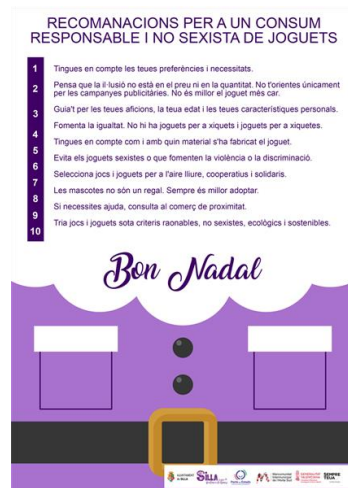 RECOMANACIONS PER A UN CONSUM
RESPONSABLE I NO SEXISTA DE JOGUETS
1 Tingues en compte les teues preferències i necessitats.
2 Pensa que la il·lusió no està en el preu ni en la quantitat. No t'orientes únicament
per les campanyes publicitàries. No és millor el joguet més car.
3 Guia't per les teues aficions, la teua edat i les teues característiques personals.
4 Fomenta la igualtat. No hi ha joguets per a xiquets i joguets per a xiquetes.
5 Tingues en compte com i amb quin material s'ha fabricat el joguet.
6 Evita els joguets sexistes o que fomenten la violència o la discriminació.
7 Selecciona jocs i joguets per a l'aire lliure, cooperatius i solidaris.
8 Les mascotes no són un regal. Sempre és millor adoptar.
9 Si necessites ajuda, consulta al comerç de proximitat.
10 Tria jocs i joguets sota criteris raonables, no sexistes, ecològics i sostenibles.
Bon Nadal
AJUNTAMENT
SILLA
GENERALITAT
VALENCIANA
SEMPRE
TEUA